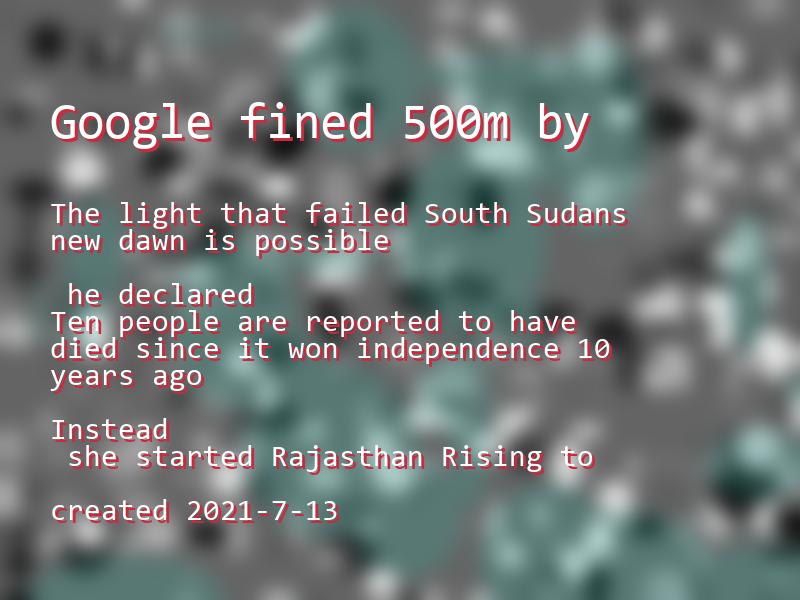 Google fined 500m by
The light that failed South Sudans
new dawn is possible
he declared
Ten people are reported to have
died since it won independence 10
years ago
Instead
she started Rajasthan Rising to
created 2021-7-13